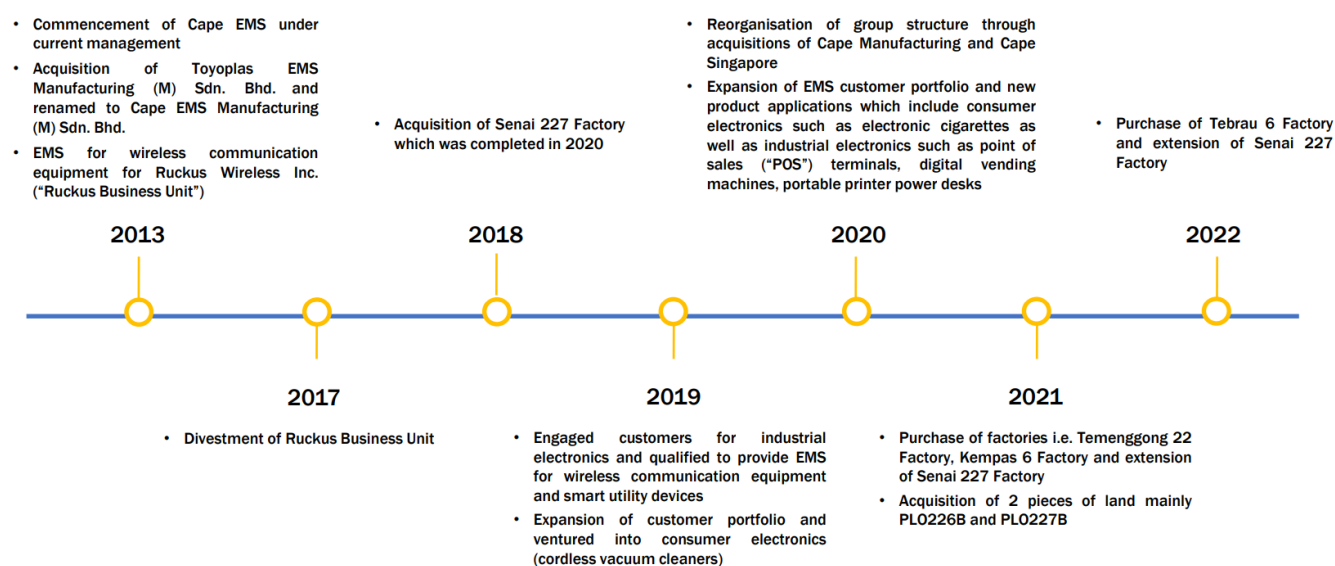 • Commencement of Cape EMS under
current management
• Acquisition of Toyoplas EMS
Manufacturing (M) Sdn. Bhd. and
renamed to Cape EMS Manufacturing
(M) Sdn. Bhd.
• EMS for wireless communication
equipment for Ruckus Wireless Inc.
(“Ruckus Business Unit”)
2013
• Divestment of Ruckus Business Unit
2017
• Acquisition of Senai 227 Factory
which was completed in 2020
2018
2019
• Engaged customers for industrial
electronics and qualified to provide EMS
for wireless communication equipment
and smart utility devices
• Expansion of customer portfolio and
ventured into consumer electronics
(cordless vacuum cleaners)
• Reorganisation of group structure through
acquisitions of Cape Manufacturing and Cape
Singapore
• Expansion of EMS customer portfolio and new
product applications which include consumer
electronics such as electronic cigarettes as
well as industrial electronics such as point of
sales (“POS”) terminals, digital vending
machines, portable printer power desks
2020
2021
• Purchase of factories i.e. Temenggong 22
Factory, Kempas 6 Factory and extension
of Senai 227 Factory
• Acquisition of 2 pieces of land mainly
PLO226B and PLO227B
• Purchase of Tebrau 6 Factory
and extension of Senai 227
Factory
2022